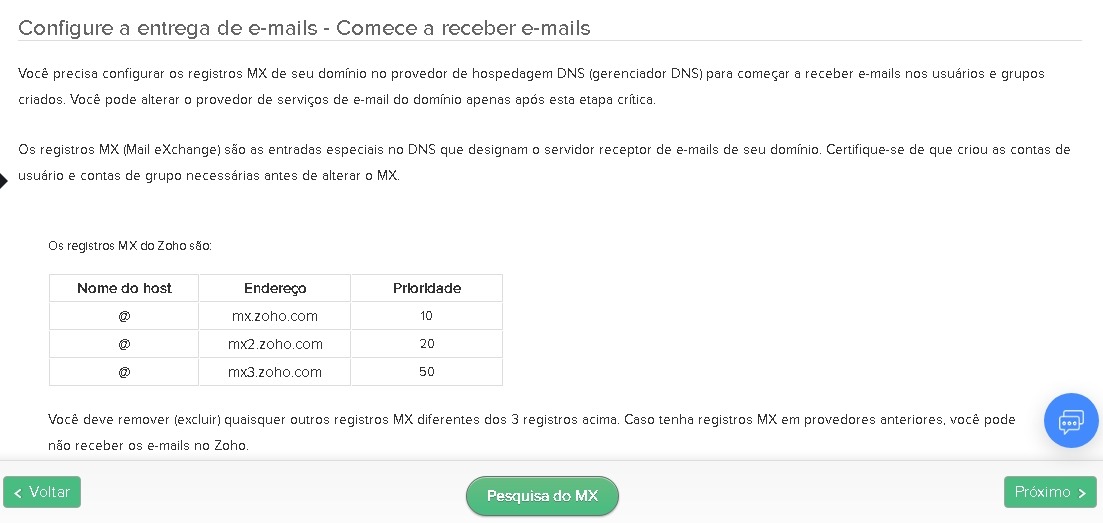 Configure a entrega de e-mails - Comece a receber e-mails
Você precisa configurar os registros MX de seu domínio no provedor de hospedagem DNS (gerenciador DNS) para começar a receber e-mails nos usuários e grupos
criados. Você pode alterar o provedor de serviços de e-mail do domínio apenas após esta etapa crítica.
Os registros MX (Mail eXchange) são as entradas especiais no DNS que designam o servidor receptor de e-mails de seu domínio. Certifique-se de que criou as contas de
usuário e contas de grupo necessárias antes de alterar o MX.
Os registros MX do Zoho são:
Nome do host Endereço Prioridade
@ mx.zoho.com 10
@ mx2.zoho.com 20
@ mx3.zoho.com 50
Você deve remover (excluir) quaisquer outros registros MX diferentes dos 3 registros acima. Caso tenha registros MX em provedores anteriores, você pode
não receber os e-mails no Zoho.
< Voltar Pesquisa do MX Próximo >